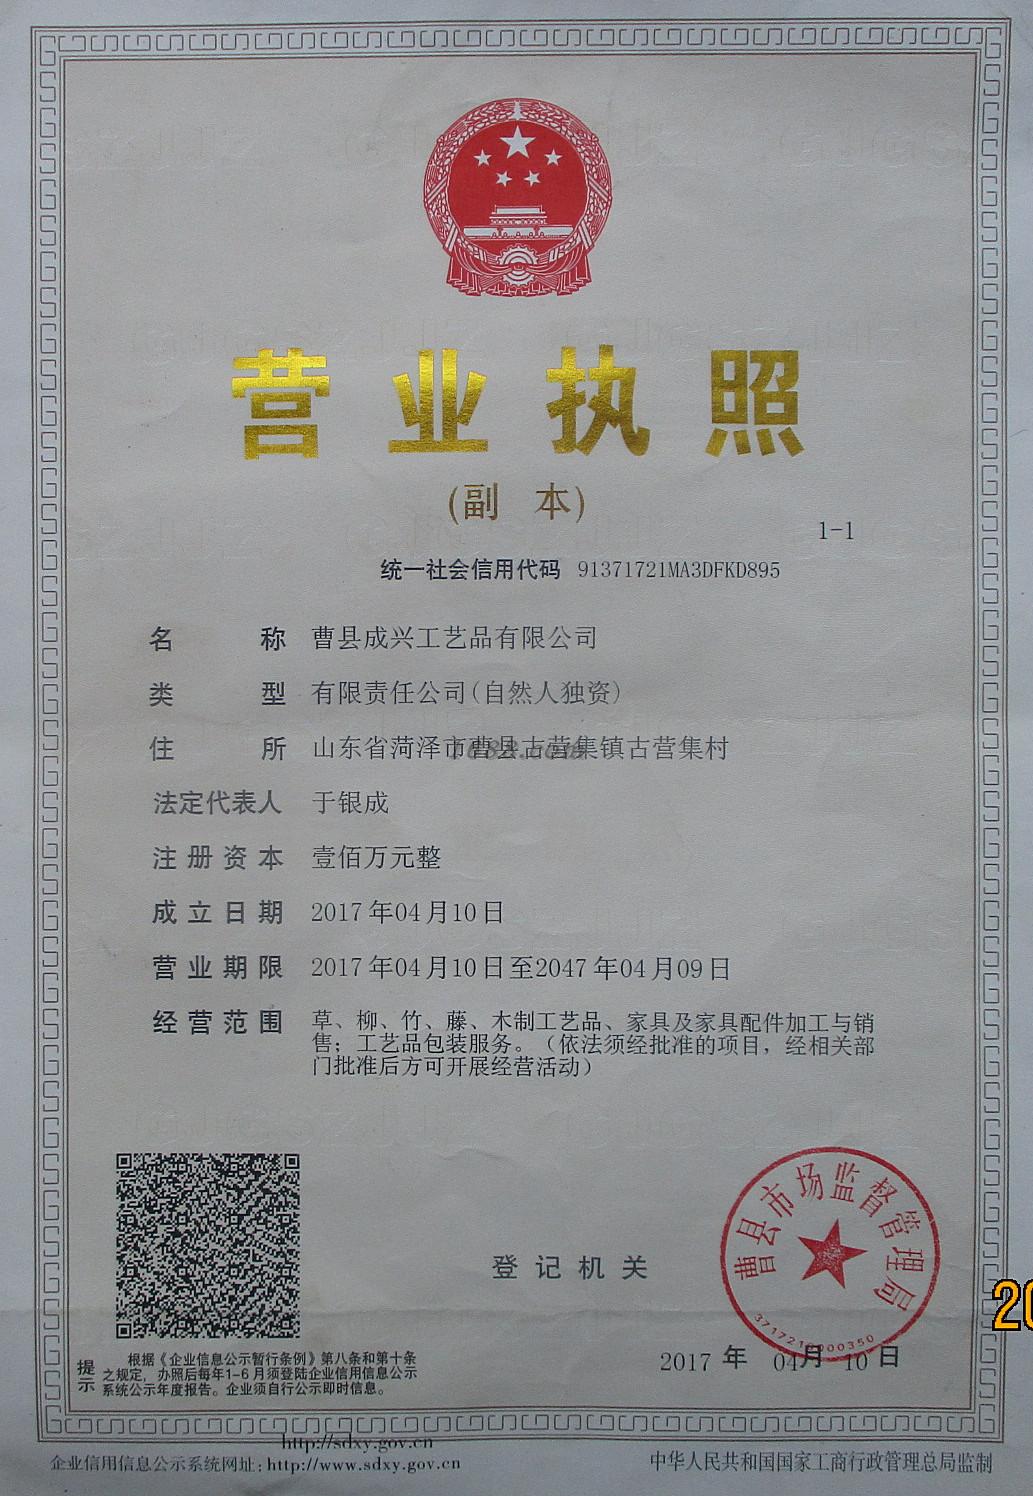 营业执照
(副 本)
1-1
统一社会信用代码 91371721MA3DFKD895
名称 曹县成兴工艺品有限公司
类型 有限责任公司(自然人独资)
住所 山东省菏泽市曹县古营集镇古营集村
法定代表人 于银成
注册资本 壹佰万元整
成立日期 2017年04月10日
营业期限 2017年04月10日至2047年04月09日
经营范围 草、柳、竹、藤、木制工艺品、家具及家具配件加工与销
售；工艺品包装服务。（依法须经批准的项目，经相关部
门批准后方可开展经营活动）
登记机关
曹县市场监督管理局
2017年 04月 10日
提示
根据《企业信息公示暂行条例》第八条和第十条
之规定，办照后每年1-6月须登陆企业信用信息公示
系统公示年度报告。企业须自行公示即时信息。
20
http://sdxy.gov.cn
企业信用信息公示系统网址：http://www.sdxy.gov.cn
中华人民共和国国家工商行政管理总局监制